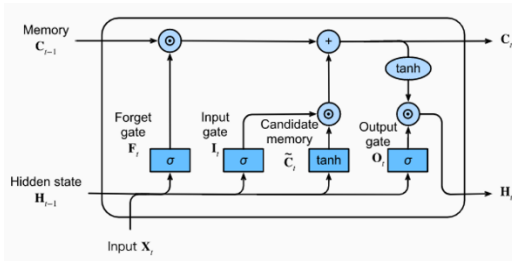 Memory
C_{t-1}
⊙
+
C_t
tanh
Forget
gate
F_t
Input
gate
I_t
Candidate
memory
C̃_t
⊙
Output
gate
O_t
⊙
σ
σ
tanh
σ
Hidden state
H_{t-1}
H_t
Input X_t